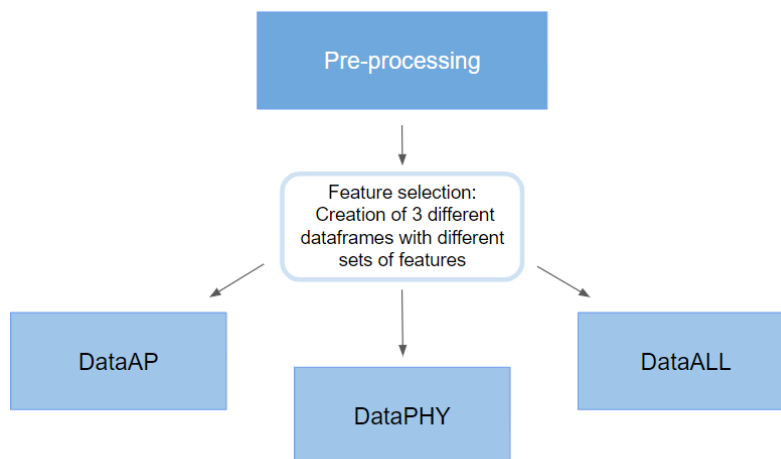 Pre-processing
Feature selection:
Creation of 3 different
dataframes with different
sets of features
DataAP
DataPHY
DataALL